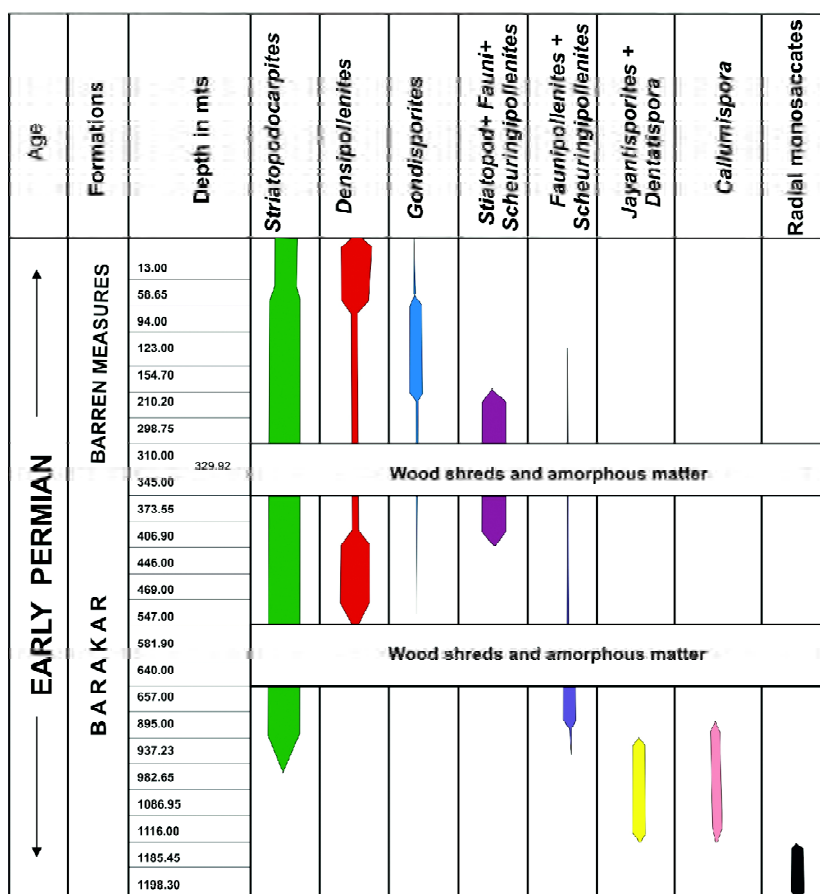 Age
Formations
Depth in mts
Striatopodocarpites
Densipollenites
Gondisporites
Stiatopod+ Fauni+
Scheuringipollenites
Faunipollenites +
Scheuringipollenites
Jayantisporites +
Dentatispora
Callumispora
Radial monosaccates
EARLY PERMIAN
BARREN MEASURES
BARAKAR
13.00
56.65
94.00
123.00
154.70
210.20
298.75
310.00
329.92
345.00
373.55
406.90
446.00
469.00
547.00
581.90
640.00
657.00
895.00
937.23
982.65
1086.95
1116.00
1185.45
1198.30
Wood shreds and amorphous matter
Wood shreds and amorphous matter